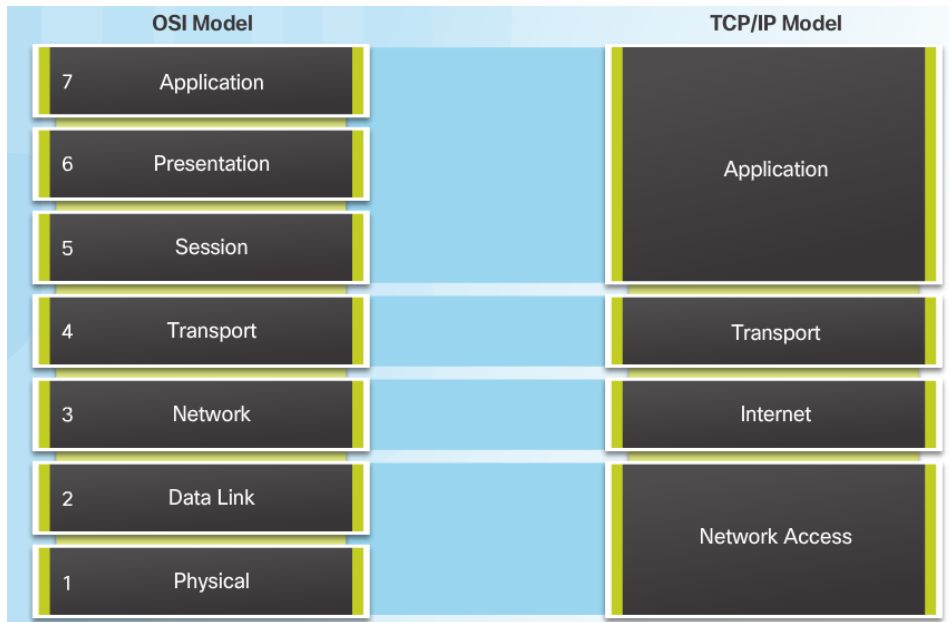 OSI Model
7 Application
6 Presentation
5 Session
4 Transport
3 Network
2 Data Link
1 Physical
TCP/IP Model
Application
Transport
Internet
Network Access